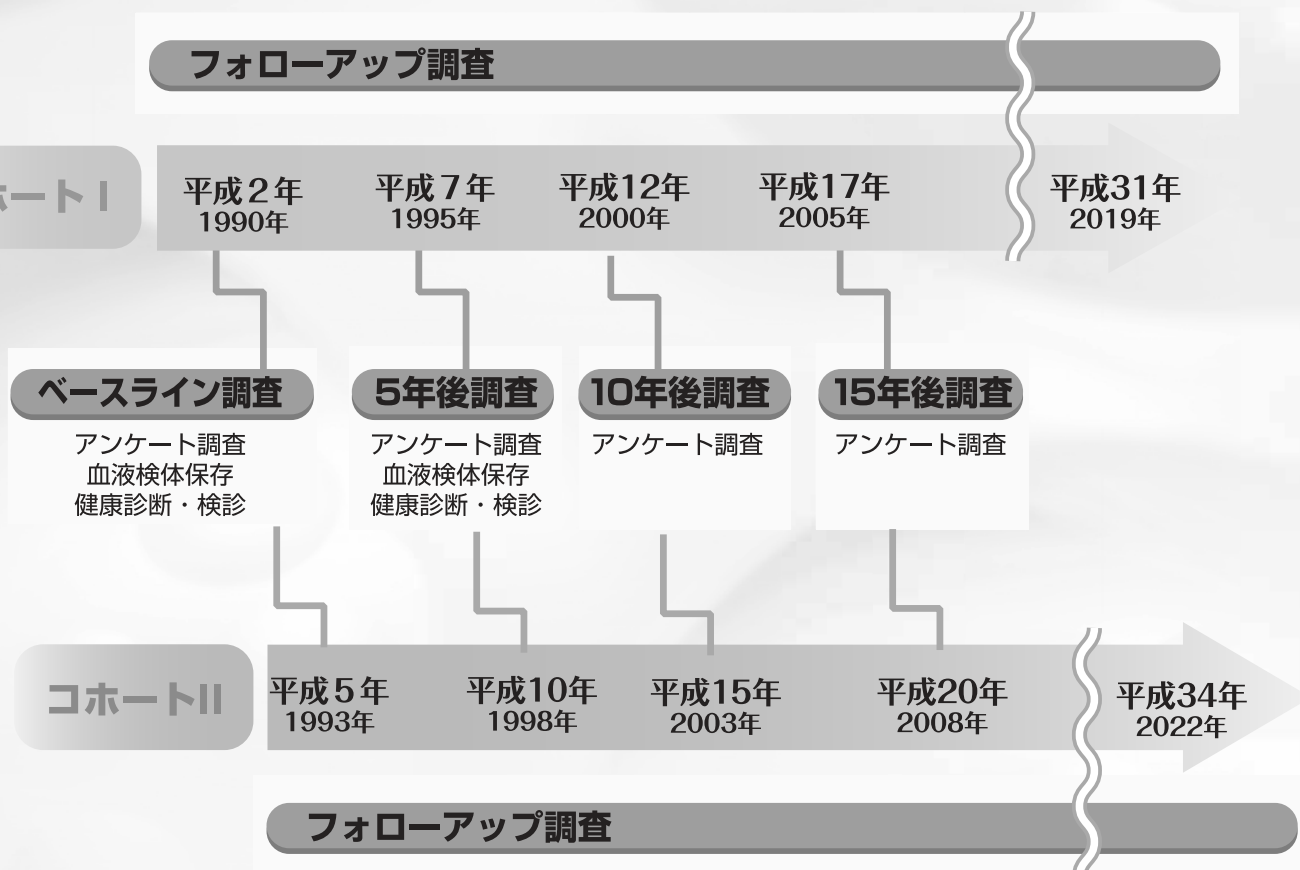 フォローアップ調査
ホートI
平成2年
1990年
平成7年
1995年
平成12年
2000年
平成17年
2005年
平成31年
2019年
ベースライン調査
アンケート調査
血液検体保存
健康診断・検診
5年後調査
アンケート調査
血液検体保存
健康診断・検診
10年後調査
アンケート調査
15年後調査
アンケート調査
コホートII
平成5年
1993年
平成10年
1998年
平成15年
2003年
平成20年
2008年
平成34年
2022年
フォローアップ調査